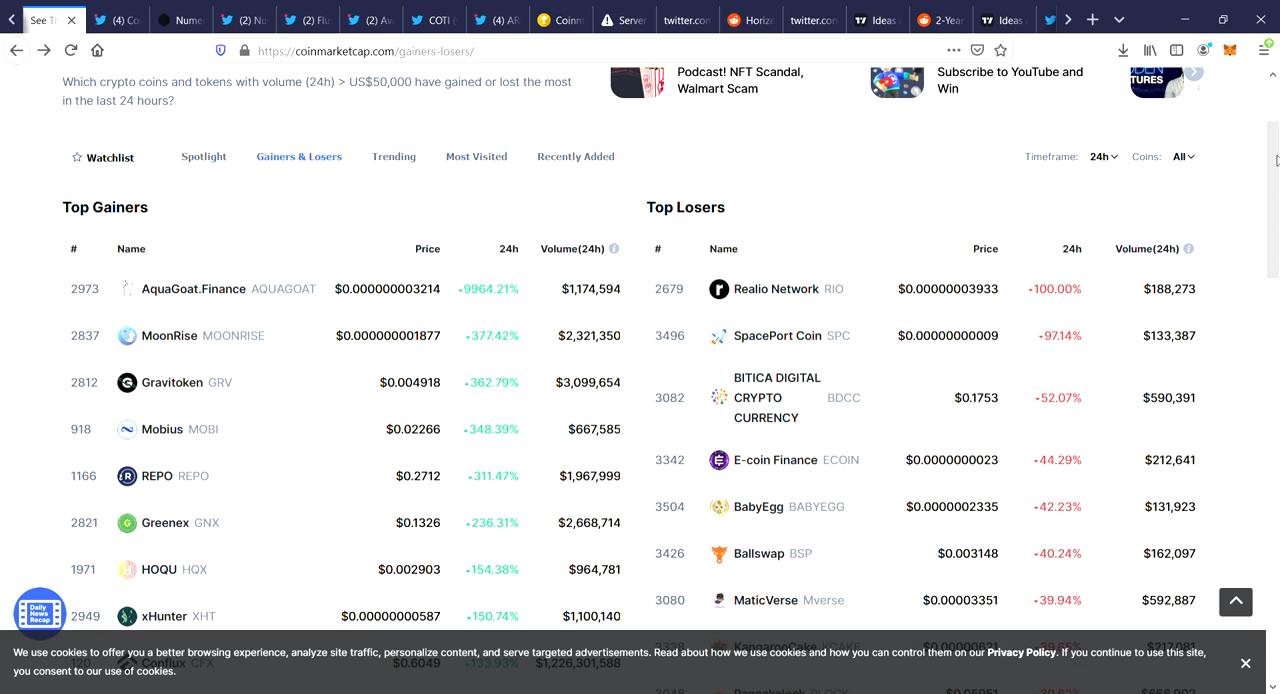 See Th
(4) Co
Nume
(2) Nu
(2) Flu
(2) Av
COTI (
(4) AR
Coinm
Server
twitter.con
Horize
twitter.con
Ideas
2-Year
Ideas
https://coinmarketcap.com/gainers-losers/
Which crypto coins and tokens with volume (24h) > US$50,000 have gained or lost the most
in the last 24 hours?
Podcast! NFT Scandal,
Walmart Scam
Subscribe to YouTube and
Win
TURES
Watchlist
Spotlight
Gainers & Losers
Trending
Most Visited
Recently Added
Timeframe: 24h
Coins: All
Top Gainers
# Name Price 24h Volume(24h)
2973 AquaGoat.Finance AQUAGOAT $0.000000003214 9964.21% $1,174,594
2837 MoonRise MOONRISE $0.000000001877 377.42% $2,321,350
2812 Gravitoken GRV $0.004918 362.79% $3,099,654
918 Mobius MOBI $0.02266 348.39% $667,585
1166 REPO REPO $0.2712 311.47% $1,967,999
2821 Greenex GNX $0.1326 236.31% $2,668,714
1971 HOQU HQX $0.002903 154.38% $964,781
2949 xHunter XHT $0.00000000587 150.74% $1,100,140
120 Conflux CFX $0.6049 133.93% $1,226,301,588
Top Losers
# Name Price 24h Volume(24h)
2679 Realio Network RIO $0.00000003933 100.00% $188,273
3496 SpacePort Coin SPC $0.00000000009 97.14% $133,387
BITICA DIGITAL
3082 CRYPTO BDCC $0.1753 52.07% $590,391
CURRENCY
3342 E-coin Finance ECOIN $0.0000000023 44.29% $212,641
3504 BabyEgg BABYEGG $0.0000002335 42.23% $131,923
3426 Ballswap BSP $0.003148 40.24% $162,097
3080 MaticVerse Mverse $0.00003351 39.94% $592,887
KangarooCake KCAKE
Daily
News
Recap
We use cookies to offer you a better browsing experience, analyze site traffic, personalize content, and serve targeted advertisements. Read about how we use cookies and how you can control them on our Privacy Policy. If you continue to use this site,
you consent to our use of cookies.